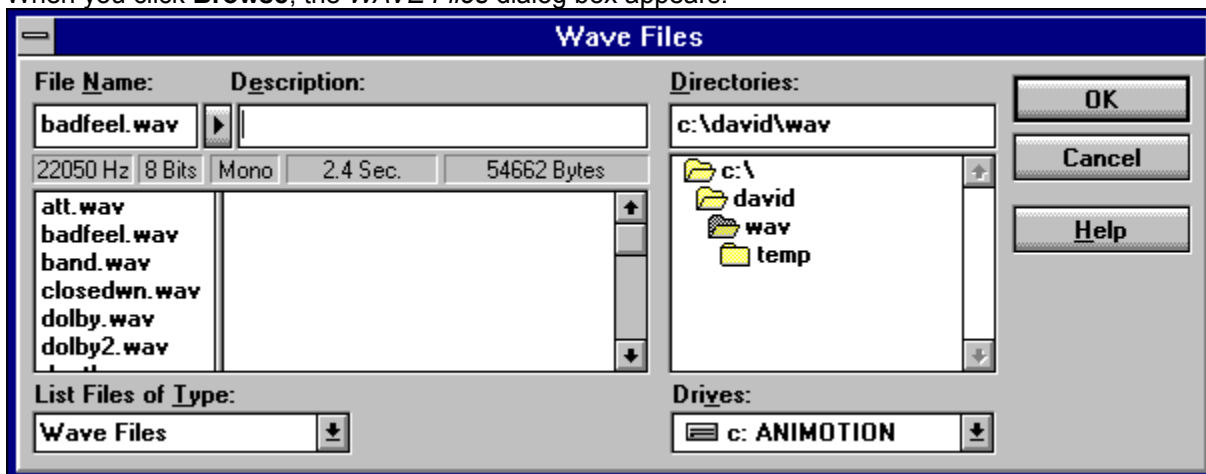 When you click Browse, the WAVE Files dialog box appears.
Wave Files
File Name:
Description:
Directories:
badfeel.wav
c:\david\wav
OK
Cancel
Help
22050 Hz
8 Bits
Mono
2.4 Sec.
54662 Bytes
att.wav
badfeel.wav
band.wav
closedwn.wav
dolby.wav
dolby2.wav
c:\
david
wav
temp
List Files of Type:
Wave Files
Drives:
c: ANIMOTION